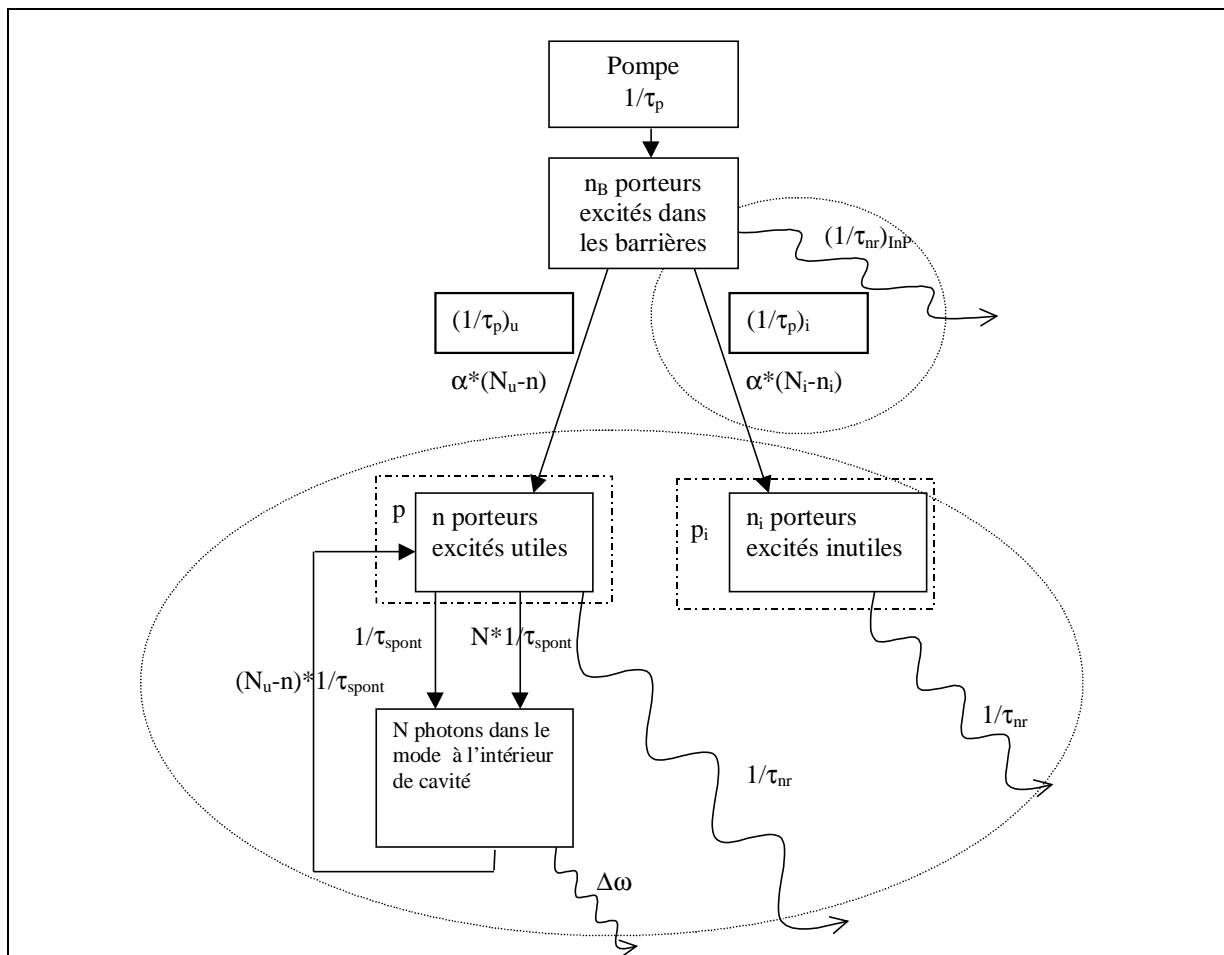 Pompe
1/τp
nB porteurs
excités dans
les barrières
(1/τnr)InP
(1/τp)u
(1/τp)i
α*(Nu-n)
α*(Ni-ni)
p
n porteurs
excités utiles
pi
ni porteurs
excités inutiles
1/τspont
N*1/τspont
(Nu-n)*1/τspont
N photons dans le
mode à l’intérieur
de cavité
1/τnr
1/τnr
Δω